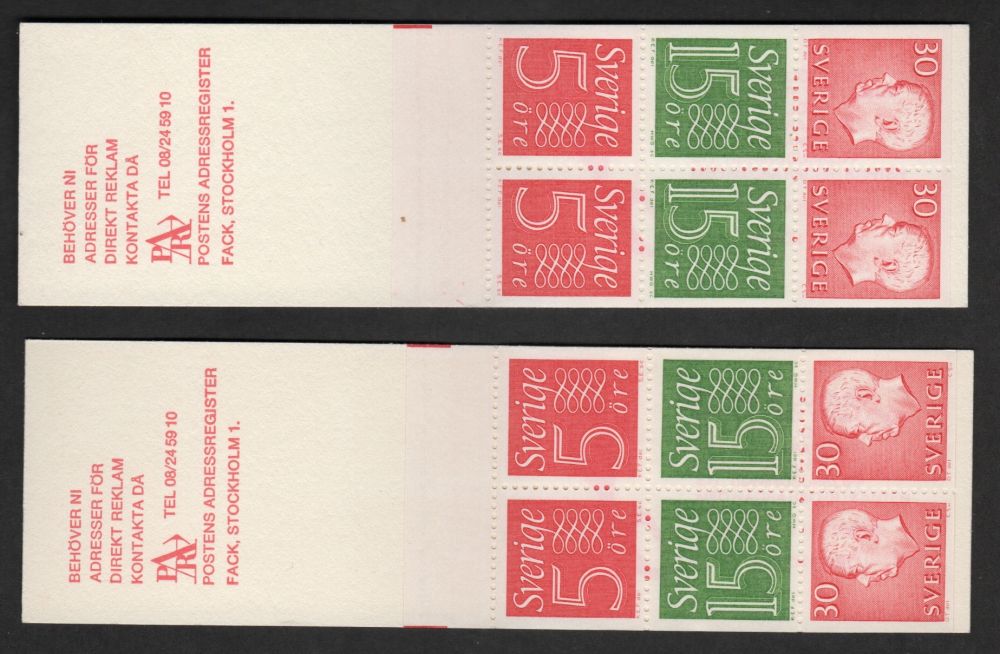 BEHÖVER NI
ADRESSER FÖR
DIREKT REKLAM
KONTAKTA DÅ
PAR TEL 08/24 59 10
POSTENS ADRESSREGISTER
FACK, STOCKHOLM 1.
Sverige
5
öre
Sverige
15
öre
30
SVERIGE
Sverige
5
öre
Sverige
15
öre
30
SVERIGE
BEHÖVER NI
ADRESSER FÖR
DIREKT REKLAM
KONTAKTA DÅ
PAR TEL 08/24 59 10
POSTENS ADRESSREGISTER
FACK, STOCKHOLM 1.
Sverige
5
öre
Sverige
15
öre
30
SVERIGE
Sverige
5
öre
Sverige
15
öre
30
SVERIGE